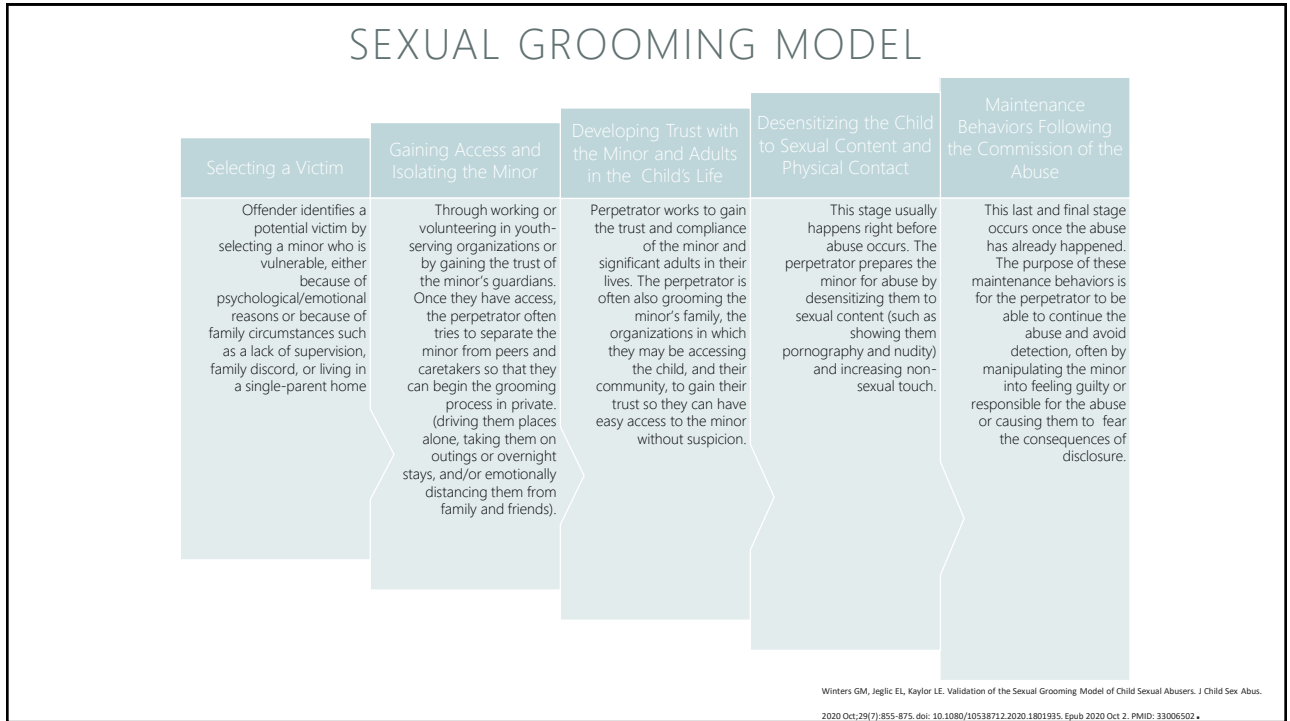 SEXUAL GROOMING MODEL
Selecting a Victim
Offender identifies a
potential victim by
selecting a minor who is
vulnerable, either
because of
psychological/emotional
reasons or because of
family circumstances such
as a lack of supervision,
family discord, or living in
a single-parent home
Gaining Access and
Isolating the Minor
Through working or
volunteering in youth-
serving organizations or
by gaining the trust of
the minor's guardians.
Once they have access,
the perpetrator often
tries to separate the
minor from peers and
caretakers so that they
can begin the grooming
process in private.
(driving them places
alone, taking them on
outings or overnight
stays, and/or emotionally
distancing them from
family and friends).
Developing Trust with
the Minor and Adults
in the Child's Life
Perpetrator works to gain
the trust and compliance
of the minor and
significant adults in their
lives. The perpetrator is
often also grooming the
minor's family, the
organizations in which
they may be accessing
the child, and their
community, to gain their
trust so they can have
easy access to the minor
without suspicion.
Desensitizing the Child
to Sexual Content and
Physical Contact
This stage usually
happens right before
abuse occurs. The
perpetrator prepares the
minor for abuse by
desensitizing them to
sexual content (such as
showing them
pornography and nudity)
and increasing non-
sexual touch.
Maintenance
Behaviors Following
the Commission of the
Abuse
This last and final stage
occurs once the abuse
has already happened.
The purpose of these
maintenance behaviors is
for the perpetrator to be
able to continue the
abuse and avoid
detection, often by
manipulating the minor
into feeling guilty or
responsible for the abuse
or causing them to fear
the consequences of
disclosure.
Winters GM, Jeglic EL, Kaylor LE. Validation of the Sexual Grooming Model of Child Sexual Abusers. J Child Sex Abus.
2020 Oct;29(7):855-875. doi: 10.1080/10538712.2020.1801935. Epub 2020 Oct 2. PMID: 33006502.